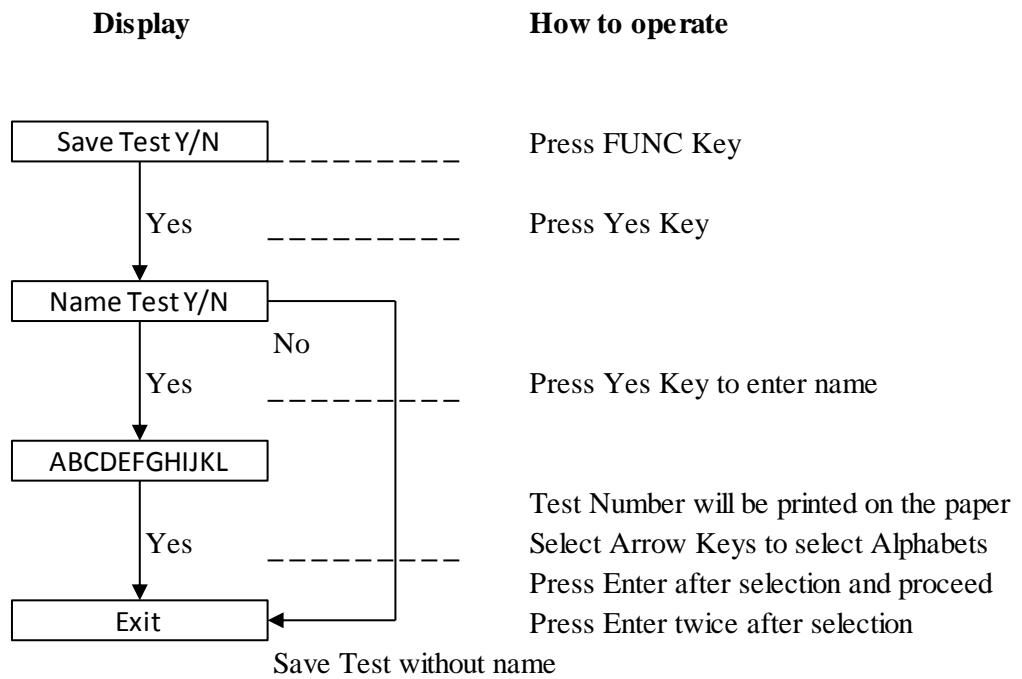 Display How to operate
Save Test Y/N Press FUNC Key
Yes Press Yes Key
Name Test Y/N
No
Yes Press Yes Key to enter name
ABCDEFGHIJKL
Test Number will be printed on the paper
Yes Select Arrow Keys to select Alphabets
Press Enter after selection and proceed
Exit Press Enter twice after selection
Save Test without name